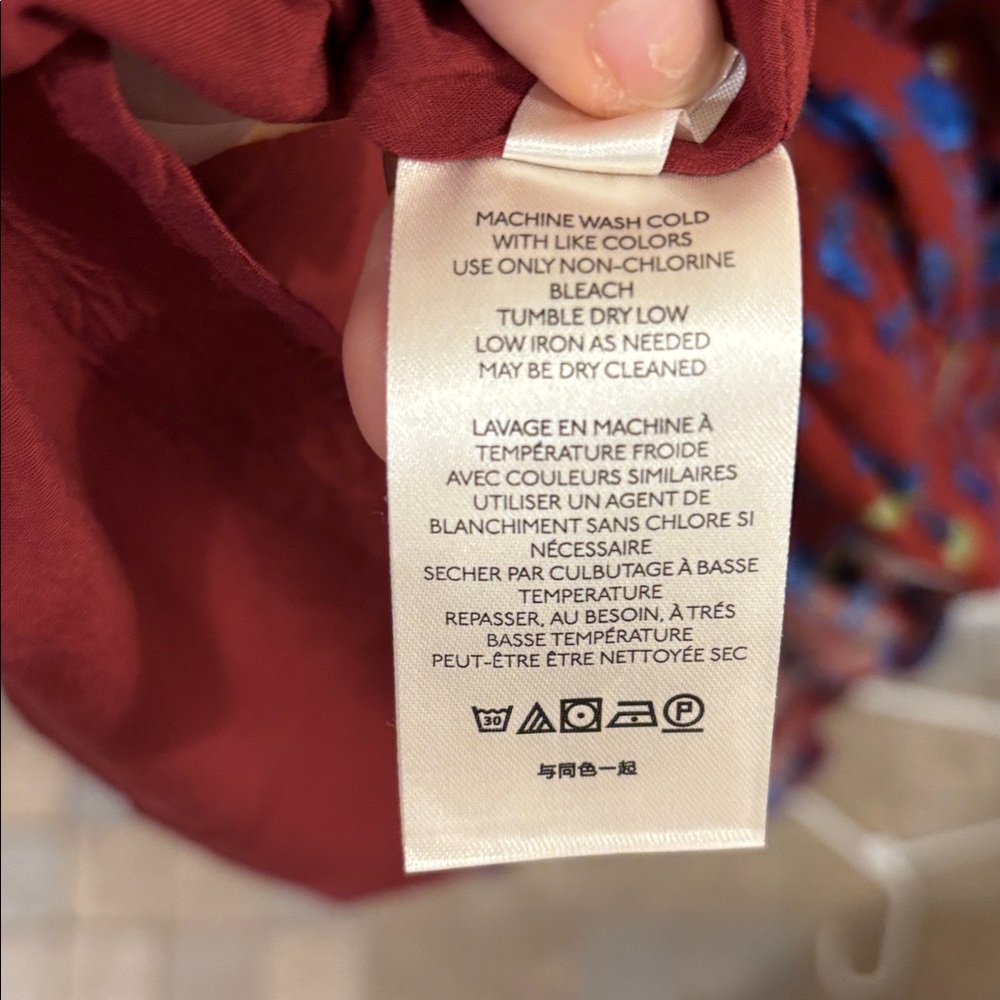 MACHINE WASH COLD
WITH LIKE COLORS
USE ONLY NON-CHLORINE
BLEACH
TUMBLE DRY LOW
LOW IRON AS NEEDED
MAY BE DRY CLEANED
LAVAGE EN MACHINE À
TEMPÉRATURE FROIDE
AVEC COULEURS SIMILAIRES
UTILISER UN AGENT DE
BLANCHIMENT SANS CHLORE SI
NÉCESSAIRE
SECHER PAR CULBUTAGE À BASSE
TEMPERATURE
REPASSER, AU BESOIN, À TRÉS
BASSE TEMPÉRATURE
PEUT-ÊTRE ÊTRE NETTOYÉE SEC
30 P
与同色一起